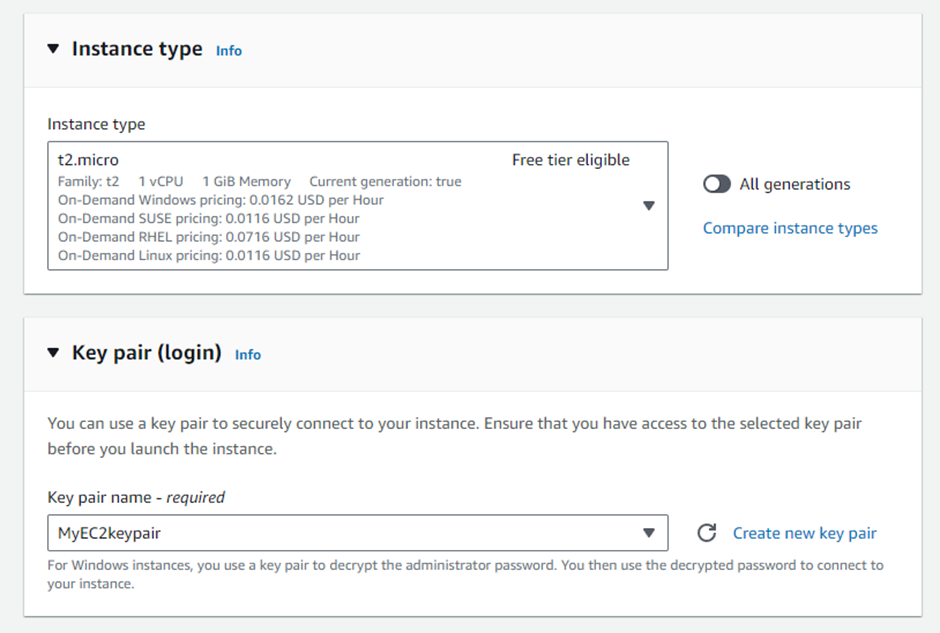 Instance type Info
Instance type
t2.micro Free tier eligible
Family: t2 1 vCPU 1 GiB Memory Current generation: true
On-Demand Windows pricing: 0.0162 USD per Hour
On-Demand SUSE pricing: 0.0116 USD per Hour
On-Demand RHEL pricing: 0.0716 USD per Hour
On-Demand Linux pricing: 0.0116 USD per Hour
All generations
Compare instance types
Key pair (login) Info
You can use a key pair to securely connect to your instance. Ensure that you have access to the selected key pair
before you launch the instance.
Key pair name - required
MyEC2keypair
Create new key pair
For Windows instances, you use a key pair to decrypt the administrator password. You then use the decrypted password to connect to
your instance.